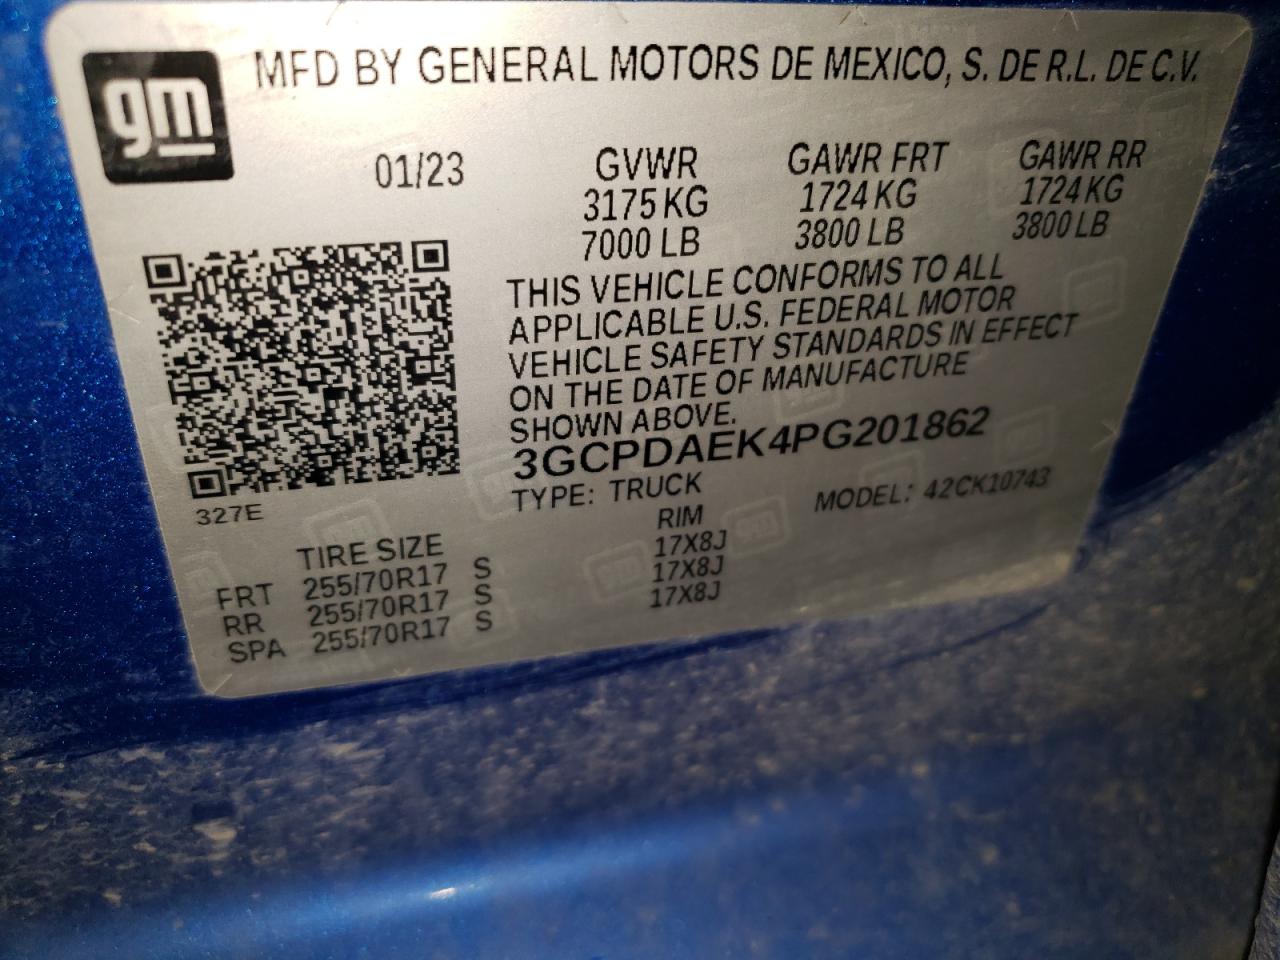 gm
MFD BY GENERAL MOTORS DE MEXICO, S. DE R.L. DE C.V.
01/23
GVWR GAWR FRT GAWR RR
3175 KG 1724 KG 1724 KG
7000 LB 3800 LB 3800 LB
THIS VEHICLE CONFORMS TO ALL
APPLICABLE U.S. FEDERAL MOTOR
VEHICLE SAFETY STANDARDS IN EFFECT
ON THE DATE OF MANUFACTURE
SHOWN ABOVE.
3GCPDAEK4PG201862
TYPE: TRUCK MODEL: 42CK10743
327E
TIRE SIZE RIM
FRT 255/70R17 S 17X8J
RR 255/70R17 S 17X8J
SPA 255/70R17 S 17X8J